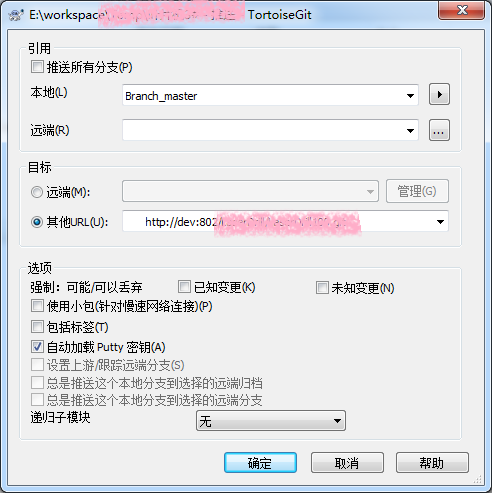 E:\workspace\ TortoiseGit
引用
推送所有分支(P)
本地(L) Branch_master
远端(R)
目标
远端(M): 管理(G)
其他URL(U): http://dev:802/
选项
强制：可能/可以丢弃 已知变更(K) 未知变更(N)
使用小包(针对慢速网络连接)(P)
包括标签(T)
自动加载 Putty 密钥(A)
设置上游/跟踪远端分支(S)
总是推送这个本地分支到选择的远端归档
总是推送这个本地分支到选择的远端分支
递归子模块 无
确定 取消 帮助